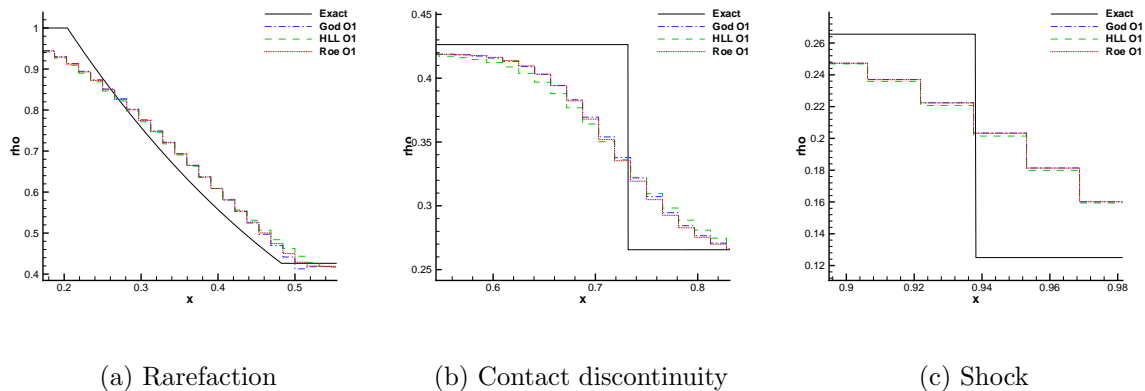 Exact
God O1
HLL O1
Roe O1
1
0.9
0.8
0.7
0.6
0.5
0.4
rho
0.2
0.3
0.4
0.5
x
(a) Rarefaction
Exact
God O1
HLL O1
Roe O1
0.45
0.4
0.35
0.3
0.25
rho
0.6
0.7
0.8
x
(b) Contact discontinuity
Exact
God O1
HLL O1
Roe O1
0.26
0.24
0.22
0.2
0.18
0.16
0.14
0.12
rho
0.9
0.92
0.94
0.96
0.98
x
(c) Shock